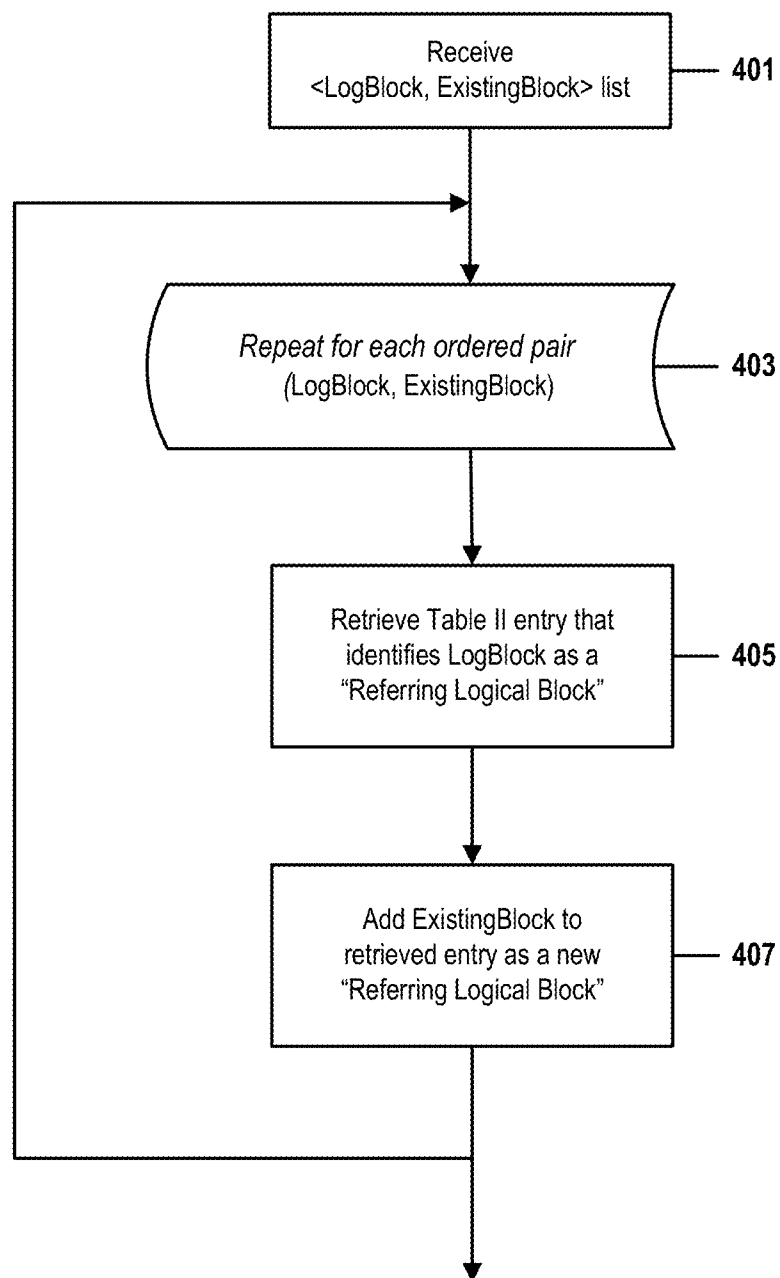 Receive
<LogBlock, ExistingBlock> list
401
Repeat for each ordered pair
(LogBlock, ExistingBlock)
403
Retrieve Table II entry that
identifies LogBlock as a
“Referring Logical Block”
405
Add ExistingBlock to
retrieved entry as a new
“Referring Logical Block”
407